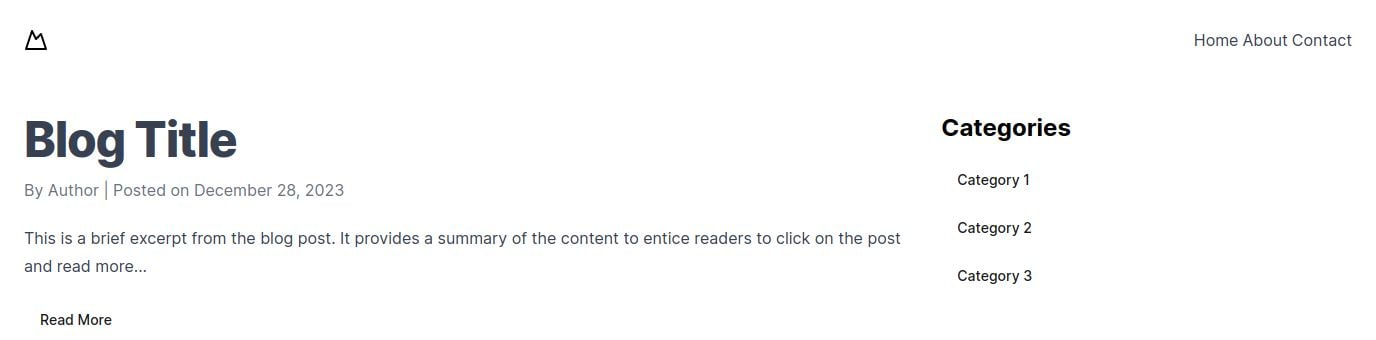 Home About Contact
Blog Title
By Author | Posted on December 28, 2023
This is a brief excerpt from the blog post. It provides a summary of the content to entice readers to click on the post
and read more...
Read More
Categories
Category 1
Category 2
Category 3